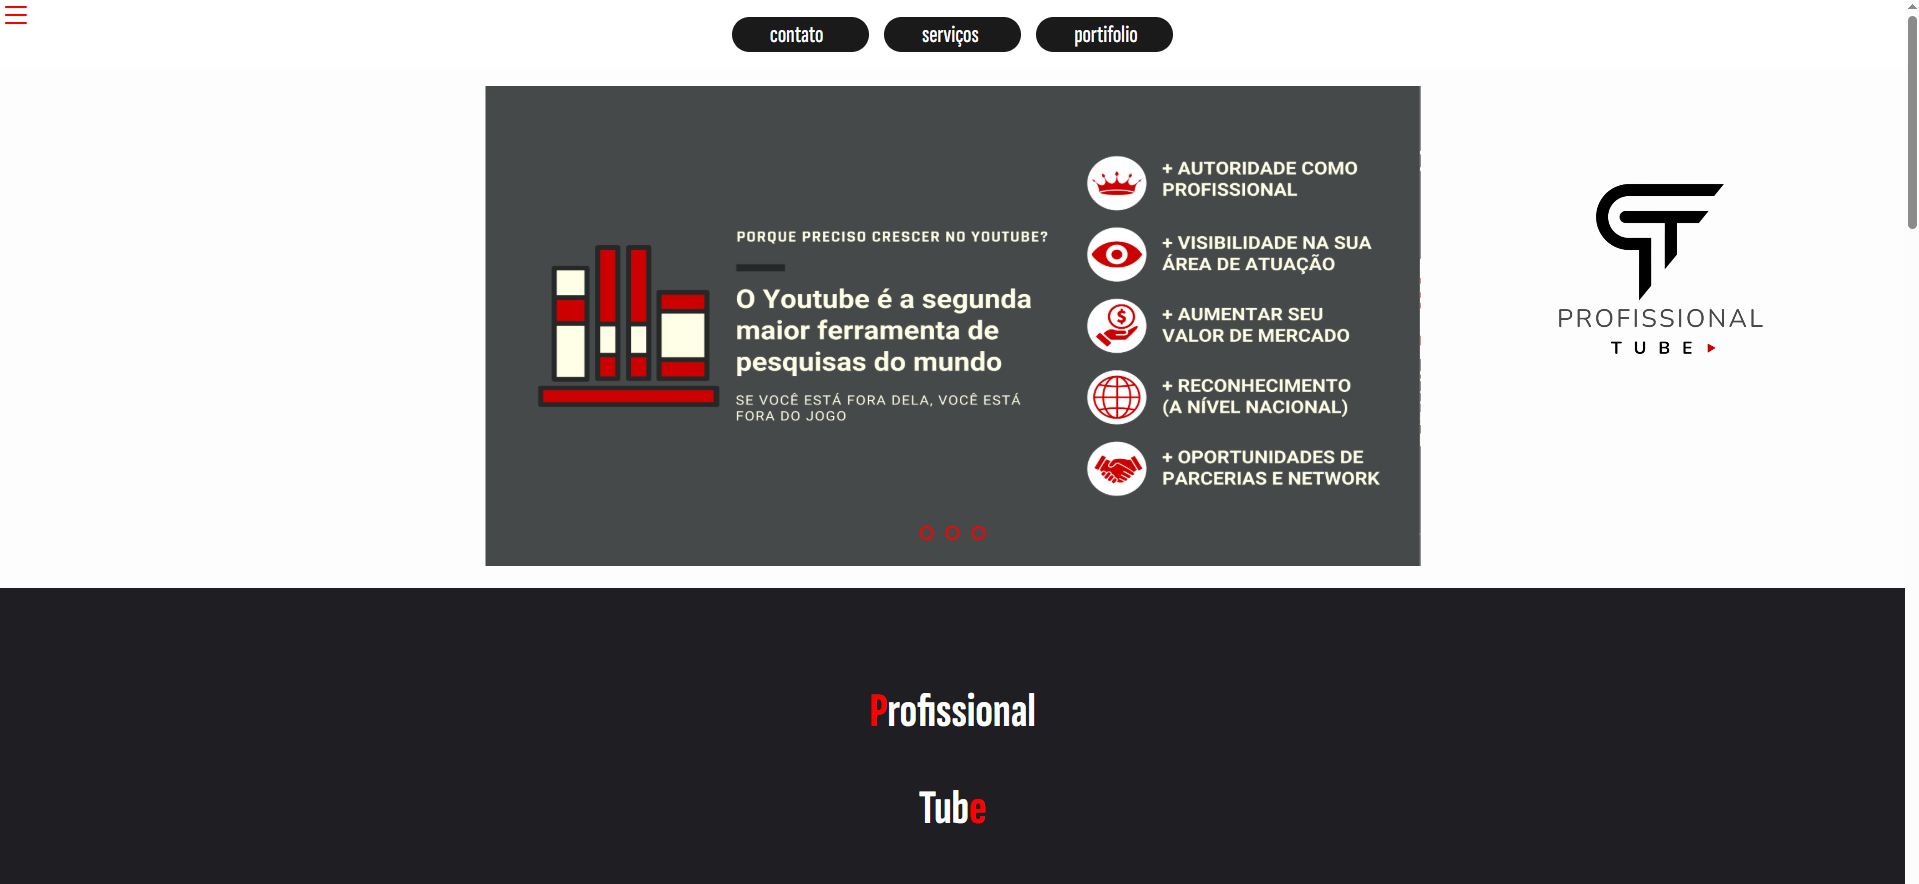 contato
serviços
portifolio
PORQUE PRECISO CRESCER NO YOUTUBE?
O Youtube é a segunda
maior ferramenta de
pesquisas do mundo
SE VOCÊ ESTÁ FORA DELA, VOCÊ ESTÁ
FORA DO JOGO
+ AUTORIDADE COMO
PROFISSIONAL
+ VISIBILIDADE NA SUA
ÁREA DE ATUAÇÃO
+ AUMENTAR SEU
VALOR DE MERCADO
+ RECONHECIMENTO
(A NÍVEL NACIONAL)
+ OPORTUNIDADES DE
PARCERIAS E NETWORK
PROFISSIONAL
TUBE
Profissional
Tube